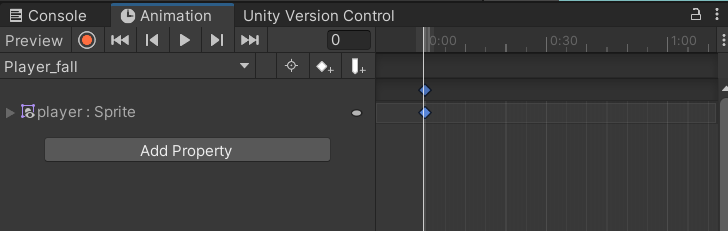 Console Animation Unity Version Control
Preview 0 0:00 0:30 1:00
Player_fall
player : Sprite
Add Property